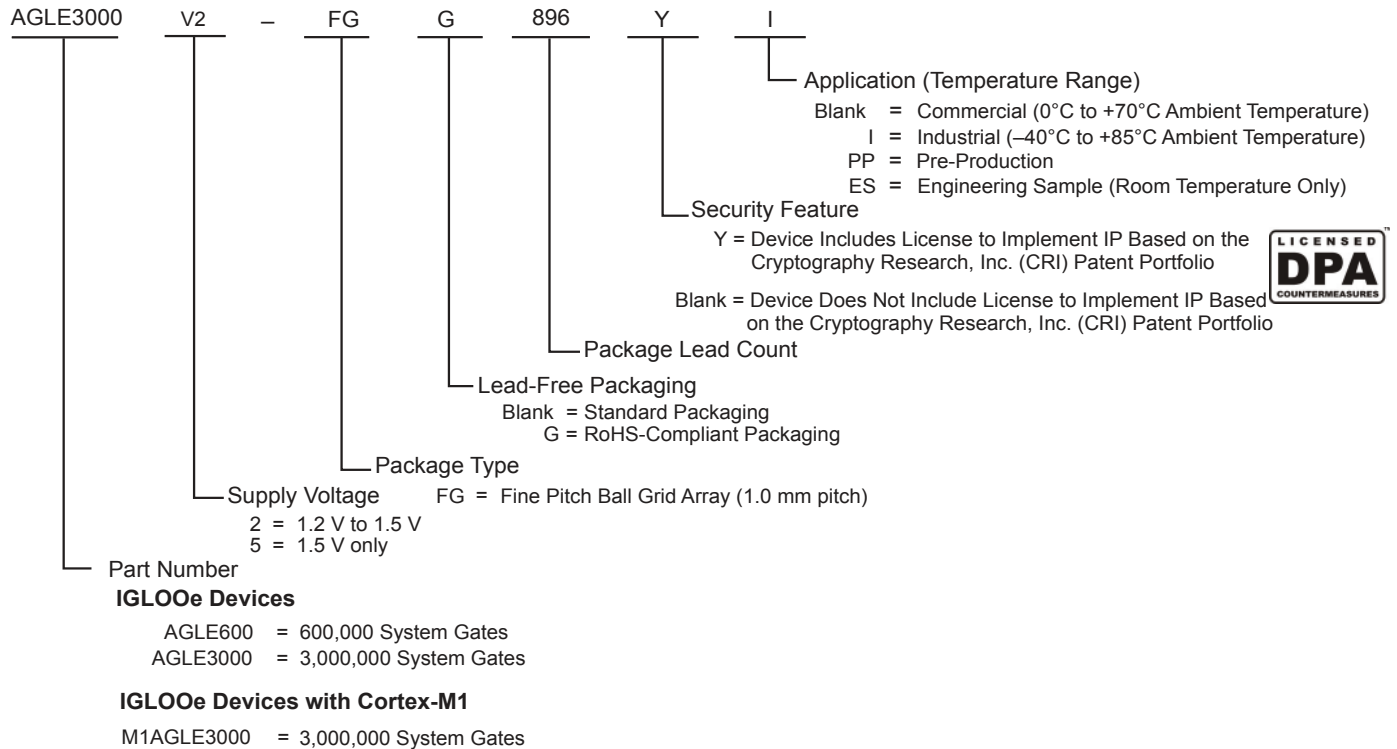 AGLE3000 V2 – FG G 896 Y I
Application (Temperature Range)
Blank = Commercial (0°C to +70°C Ambient Temperature)
I = Industrial (–40°C to +85°C Ambient Temperature)
PP = Pre-Production
ES = Engineering Sample (Room Temperature Only)
Security Feature
Y = Device Includes License to Implement IP Based on the
Cryptography Research, Inc. (CRI) Patent Portfolio
LICENSED
DPA
COUNTERMEASURES
™
Blank = Device Does Not Include License to Implement IP Based
on the Cryptography Research, Inc. (CRI) Patent Portfolio
Package Lead Count
Lead-Free Packaging
Blank = Standard Packaging
G = RoHS-Compliant Packaging
Package Type
FG = Fine Pitch Ball Grid Array (1.0 mm pitch)
Supply Voltage
2 = 1.2 V to 1.5 V
5 = 1.5 V only
Part Number
IGLOOe Devices
AGLE600 = 600,000 System Gates
AGLE3000 = 3,000,000 System Gates
IGLOOe Devices with Cortex-M1
M1AGLE3000 = 3,000,000 System Gates